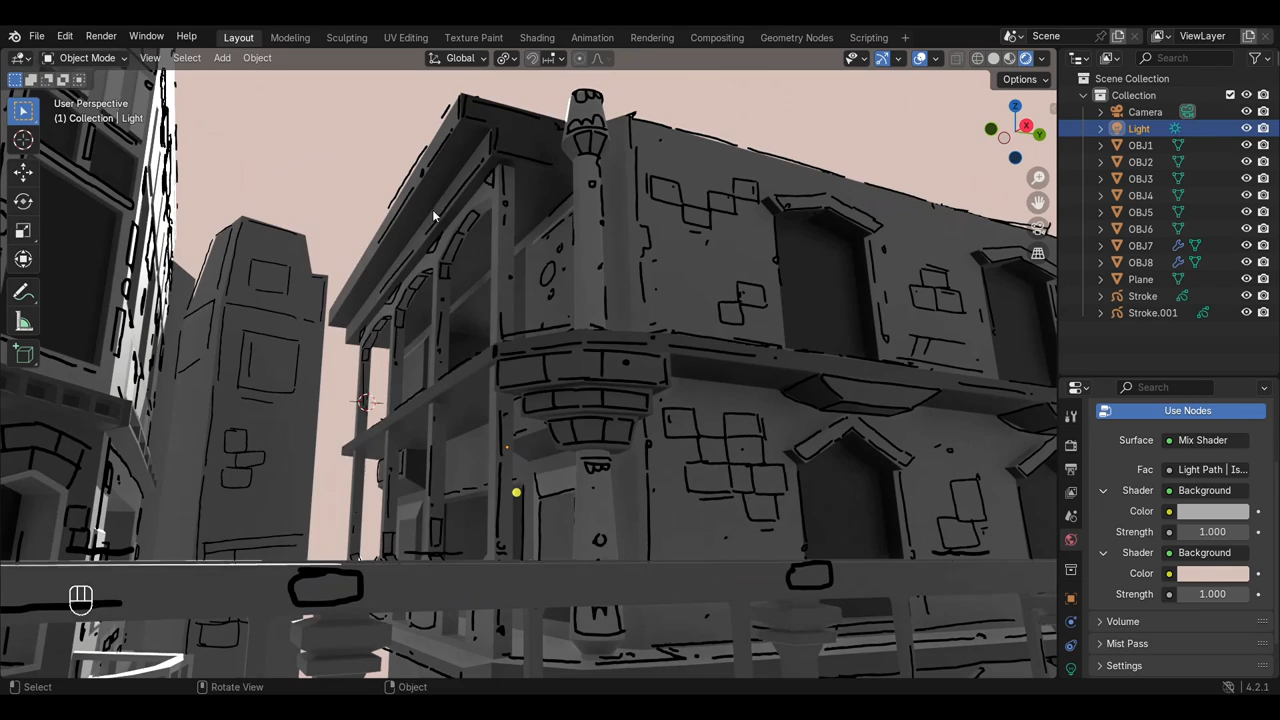 File Edit Render Window Help Layout Modeling Sculpting UV Editing Texture Paint Shading Animation Rendering Compositing Geometry Nodes Scripting Scene ViewLayer
Object Mode View Select Add Object Global Search
Options
User Perspective
(1) Collection | Light
Z
X
Y
Scene Collection
Collection
Camera
Light
OBJ1
OBJ2
OBJ3
OBJ4
OBJ5
OBJ6
OBJ7
OBJ8
Plane
Stroke
Stroke.001
Search
Use Nodes
Surface Mix Shader
Fac Light Path | Is...
Shader Background
Color
Strength 1.000
Shader Background
Color
Strength 1.000
Volume
Mist Pass
Settings
Select Rotate View Object 4.2.1